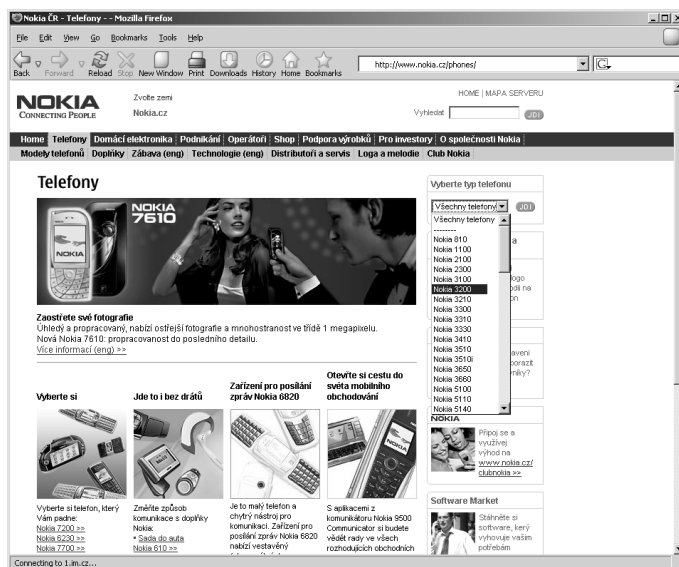 Nokia ČR - Telefony - - Mozilla Firefox
File Edit View Go Bookmarks Tools Help
Back Forward Reload Stop New Window Print Downloads History Home Bookmarks
http://www.nokia.cz/phones/
G
NOKIA
CONNECTING PEOPLE
Zvolte zemi
Nokia.cz
HOME | MAPA SERVERU
Vyhledat JDI
Home Telefony Domácí elektronika Podnikání Operátoři Shop Podpora výrobků Pro investory O společnosti Nokia
Modely telefonů Doplňky Zábava (eng) Technologie (eng) Distributoři a servis Loga a melodie Club Nokia
Telefony
NOKIA
7610
NOKIA
Zaostřete své fotografie
Úhledý a propracovaný, nabízí ostřejší fotografie a mnohostranost ve třídě 1 megapixelu.
Nová Nokia 7610: propracovanost do posledního detailu.
Více informací (eng) >>
Vyberte si
Vyberte si telefon, který
Vám padne:
Nokia 7200 >>
Nokia 6230 >>
Nokia 7700 >>
Jde to i bez drátů
Změňte způsob
komunikace s doplňky
Nokia:
• Sada do auta
Nokia 610 >>
Zařízení pro posílání
zpráv Nokia 6820
Je to malý telefon a
chytrý nástroj pro
komunikaci. Zařízení pro
posílání zpráv Nokia 6820
nabízí vestavěný
Otevřte si cestu do
světa mobilního
obchodování
S aplikacemi z
komunikátoru Nokia 9500
Communicator si budete
vědět rady ve všech
rozhodujících obchodních
Vyberte typ telefonu
Všechny telefony JDI
Všechny telefony
--------
Nokia 810
Nokia 1100
Nokia 2100
Nokia 2300
Nokia 3100
Nokia 3200
Nokia 3210
Nokia 3300
Nokia 3310
Nokia 3330
Nokia 3410
Nokia 3510
Nokia 3510i
Nokia 3650
Nokia 3660
Nokia 5100
Nokia 5110
Nokia 5140
a
logo
on
aveni
porazit
NOKIA
Připoj se a
využívej
výhod na
www.nokia.cz/
clubnokia >>
Software Market
Stáhněte si
software, který
vyhovuje vašim
potřebám
Connecting to 1.im.cz...